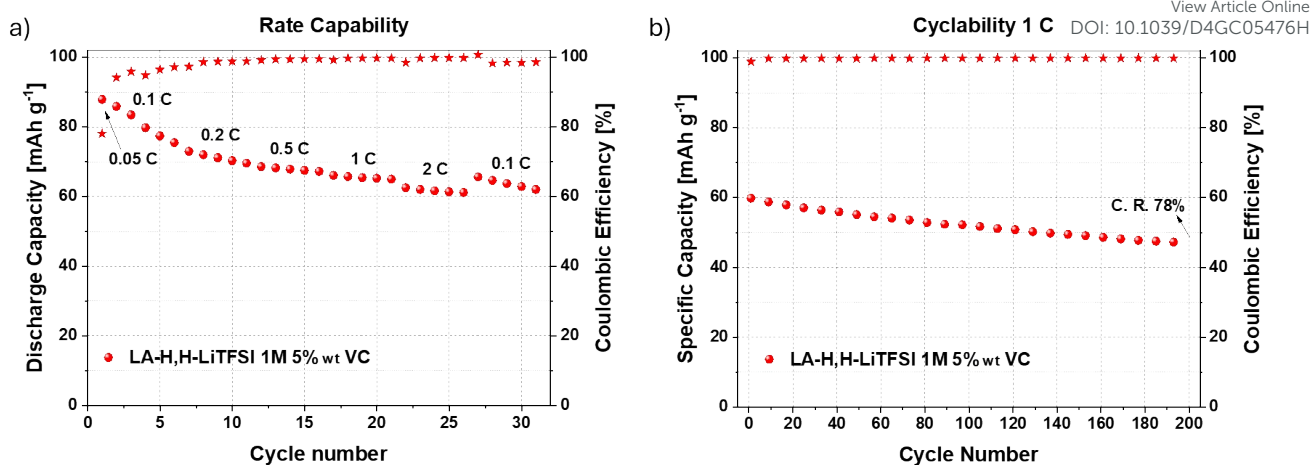 View Article Online
DOI: 10.1039/D4GC05476H
a)
Rate Capability
Discharge Capacity [mAh g-1]
100
80
60
40
20
0
0.05 C
0.1 C
0.2 C
0.5 C
1 C
2 C
0.1 C
LA-H,H-LiTFSI 1M 5% wt VC
100
80
60
40
20
0
Coulombic Efficiency [%]
0 5 10 15 20 25 30
Cycle number
b)
Cyclability 1 C
Specific Capacity [mAh g-1]
100
80
60
40
20
0
C. R. 78%
LA-H,H-LiTFSI 1M 5% wt VC
100
80
60
40
20
0
Coulombic Efficiency [%]
0 20 40 60 80 100 120 140 160 180 200
Cycle Number